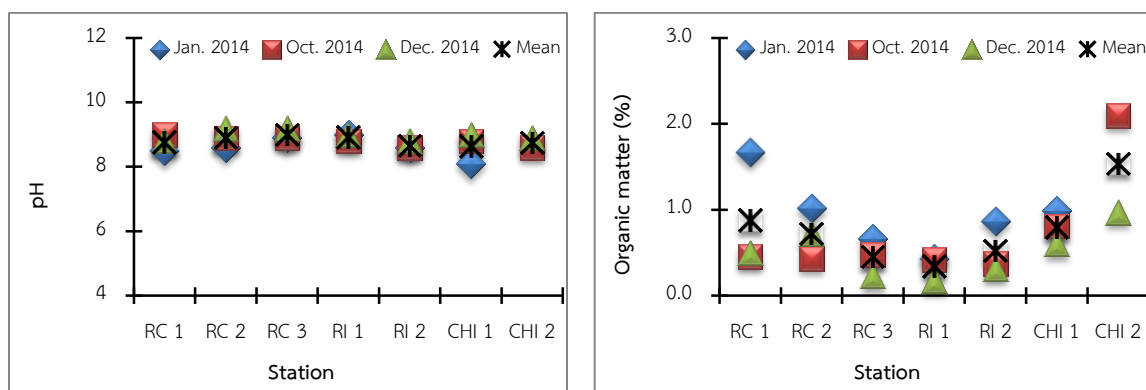 12
10
8
6
4
pH
Jan. 2014 Oct. 2014 Dec. 2014 Mean
RC 1 RC 2 RC 3 RI 1 RI 2 CHI 1 CHI 2
Station
3.0
2.0
1.0
0.0
Organic matter (%)
Jan. 2014 Oct. 2014 Dec. 2014 Mean
RC 1 RC 2 RC 3 RI 1 RI 2 CHI 1 CHI 2
Station